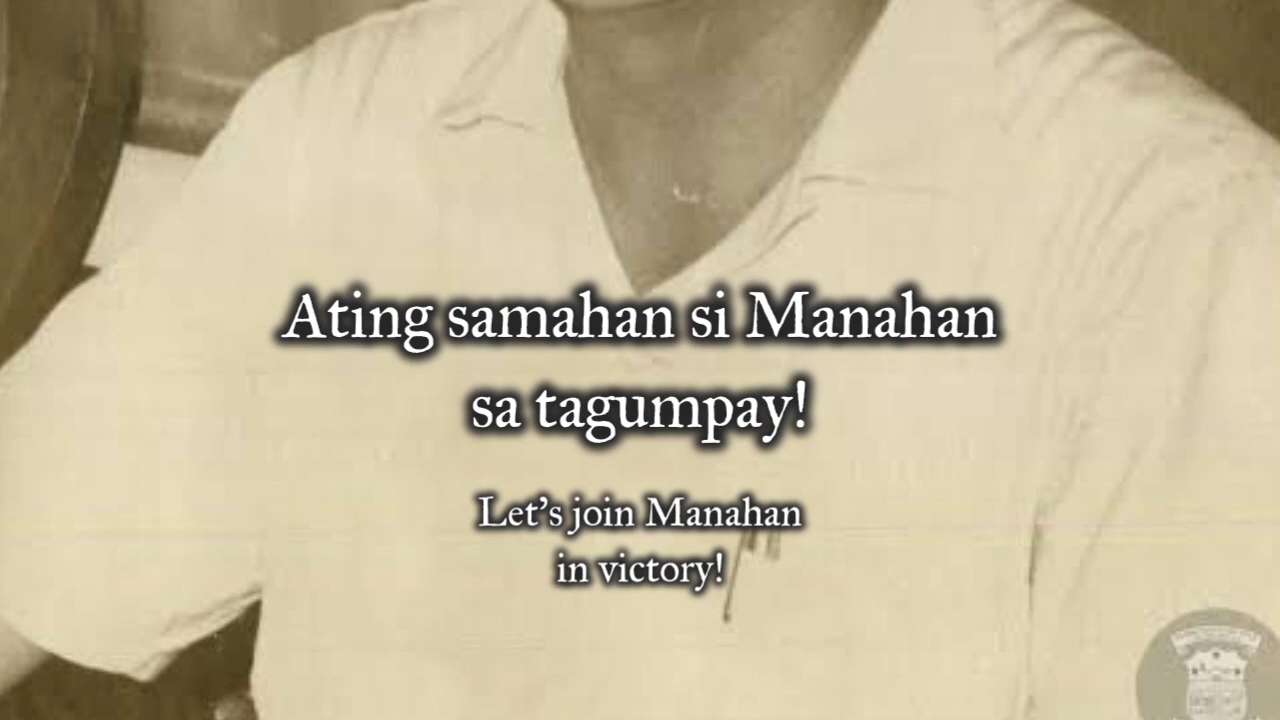 Ating samahan si Manahan
sa tagumpay!
Let's join Manahan
in victory!